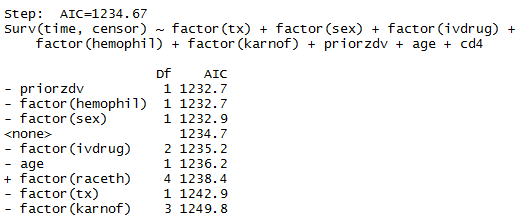 Step:  AIC=1234.67
Surv(time, censor) ~ factor(tx) + factor(sex) + factor(ivdrug) +
    factor(hemophil) + factor(karnof) + priorzdv + age + cd4

                   Df    AIC
- priorzdv          1 1232.7
- factor(hemophil)  1 1232.7
- factor(sex)       1 1232.9
<none>                1234.7
- factor(ivdrug)    2 1235.2
- age               1 1236.2
+ factor(raceth)    4 1238.4
- factor(tx)        1 1242.9
- factor(karnof)    3 1249.8